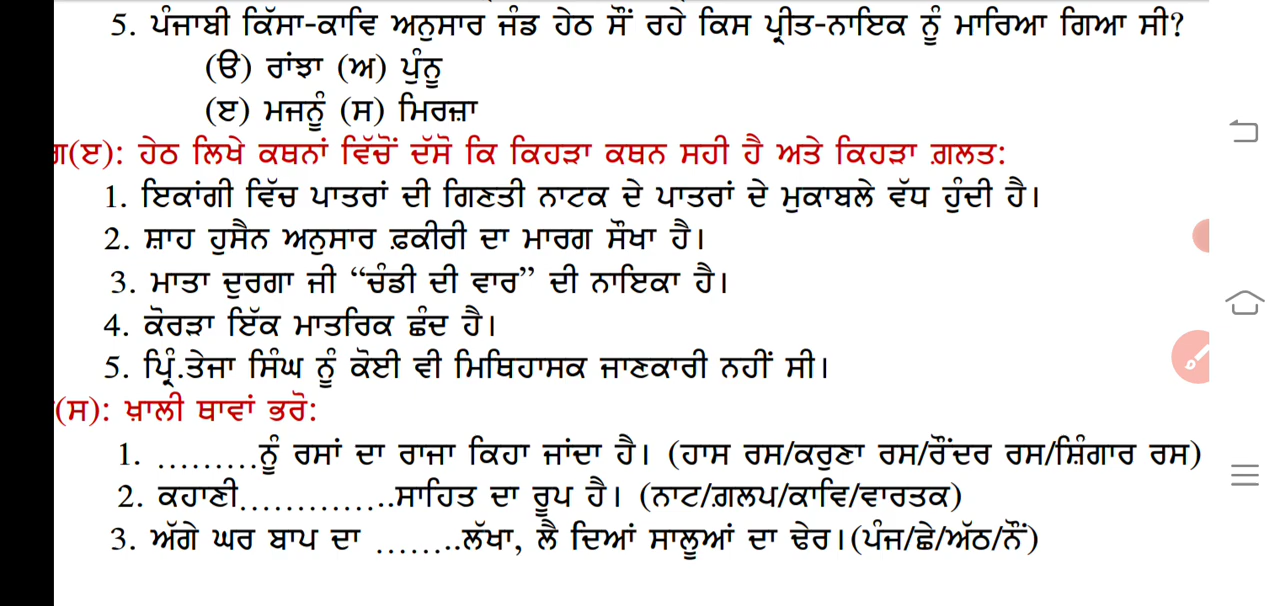 5. ਪੰਜਾਬੀ ਕਿੱਸਾ-ਕਾਵਿ ਅਨੁਸਾਰ ਜੰਡ ਹੇਠ ਸੌਂ ਰਹੇ ਕਿਸ ਪ੍ਰੀਤ-ਨਾਇਕ ਨੂੰ ਮਾਰਿਆ ਗਿਆ ਸੀ?
(ੳ) ਰਾਂਝਾ (ਅ) ਪੁੰਨੂ
(ੲ) ਮਜਨੂੰ (ਸ) ਮਿਰਜ਼ਾ
ਗ(ੲ): ਹੇਠ ਲਿਖੇ ਕਥਨਾਂ ਵਿੱਚੋਂ ਦੱਸੋ ਕਿ ਕਿਹੜਾ ਕਥਨ ਸਹੀ ਹੈ ਅਤੇ ਕਿਹੜਾ ਗ਼ਲਤ:
1. ਇਕਾਂਗੀ ਵਿੱਚ ਪਾਤਰਾਂ ਦੀ ਗਿਣਤੀ ਨਾਟਕ ਦੇ ਪਾਤਰਾਂ ਦੇ ਮੁਕਾਬਲੇ ਵੱਧ ਹੁੰਦੀ ਹੈ।
2. ਸ਼ਾਹ ਹੁਸੈਨ ਅਨੁਸਾਰ ਫ਼ਕੀਰੀ ਦਾ ਮਾਰਗ ਸੌਖਾ ਹੈ।
3. ਮਾਤਾ ਦੁਰਗਾ ਜੀ “ਚੰਡੀ ਦੀ ਵਾਰ” ਦੀ ਨਾਇਕਾ ਹੈ।
4. ਕੋਰੜਾ ਇੱਕ ਮਾਤਰਿਕ ਛੰਦ ਹੈ।
5. ਪ੍ਰਿੰ.ਤੇਜਾ ਸਿੰਘ ਨੂੰ ਕੋਈ ਵੀ ਮਿਥਿਹਾਸਕ ਜਾਣਕਾਰੀ ਨਹੀਂ ਸੀ।
(ਸ): ਖ਼ਾਲੀ ਥਾਵਾਂ ਭਰੋ:
1. ..........ਨੂੰ ਰਸਾਂ ਦਾ ਰਾਜਾ ਕਿਹਾ ਜਾਂਦਾ ਹੈ। (ਹਾਸ ਰਸ/ਕਰੁਣਾ ਰਸ/ਰੌਂਦਰ ਰਸ/ਸ਼ਿੰਗਾਰ ਰਸ)
2. ਕਹਾਣੀ...............ਸਾਹਿਤ ਦਾ ਰੂਪ ਹੈ। (ਨਾਟ/ਗ਼ਲਪ/ਕਾਵਿ/ਵਾਰਤਕ)
3. ਅੱਗੇ ਘਰ ਬਾਪ ਦਾ .........ਲੱਖਾ, ਲੈ ਦਿਆਂ ਸਾਲੂਆਂ ਦਾ ਢੇਰ।(ਪੰਜ/ਛੇ/ਅੱਠ/ਨੌਂ)